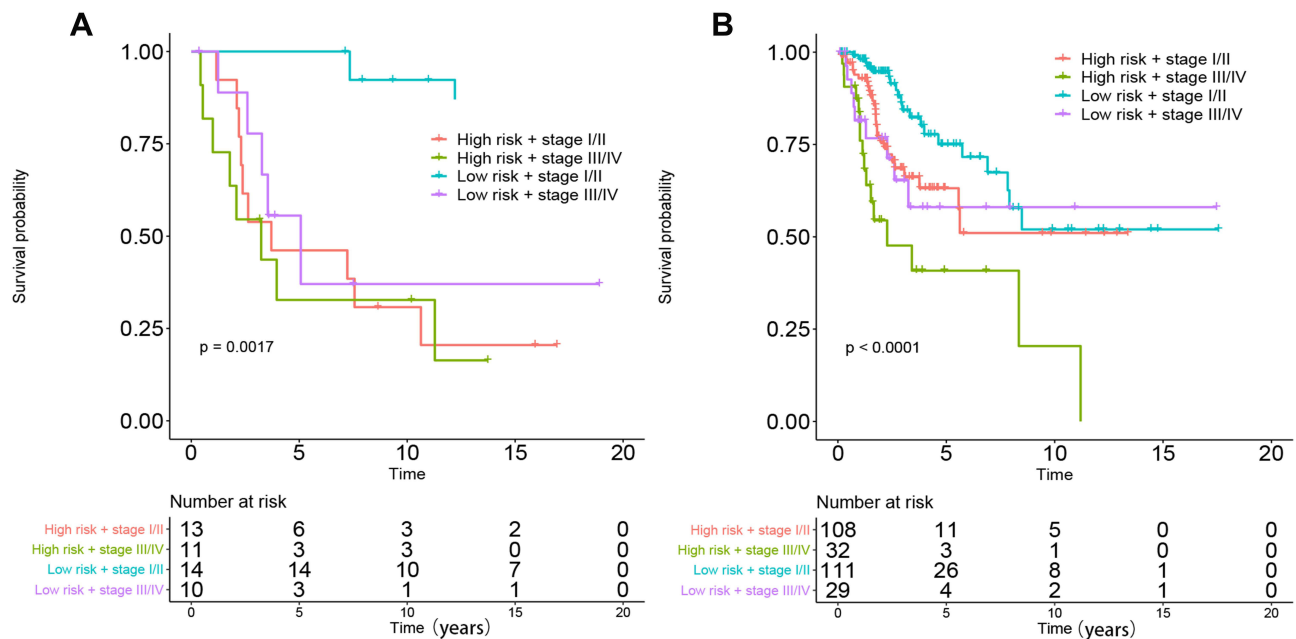 A
Survival probability
1.00
0.75
0.50
0.25
0.00
High risk + stage I/II
High risk + stage III/IV
Low risk + stage I/II
Low risk + stage III/IV
p = 0.0017
0 5 10 15 20
Time
Number at risk
High risk + stage I/II 13 6 3 2 0
High risk + stage III/IV 11 3 3 0 0
Low risk + stage I/II 14 14 10 7 0
Low risk + stage III/IV 10 3 1 1 0
0 5 10 15 20
Time（years）
B
Survival probability
1.00
0.75
0.50
0.25
0.00
High risk + stage I/II
High risk + stage III/IV
Low risk + stage I/II
Low risk + stage III/IV
p < 0.0001
0 5 10 15 20
Time
Number at risk
High risk + stage I/II 108 11 5 0 0
High risk + stage III/IV 32 3 1 0 0
Low risk + stage I/II 111 26 8 1 0
Low risk + stage III/IV 29 4 2 1 0
0 5 10 15 20
Time（years）